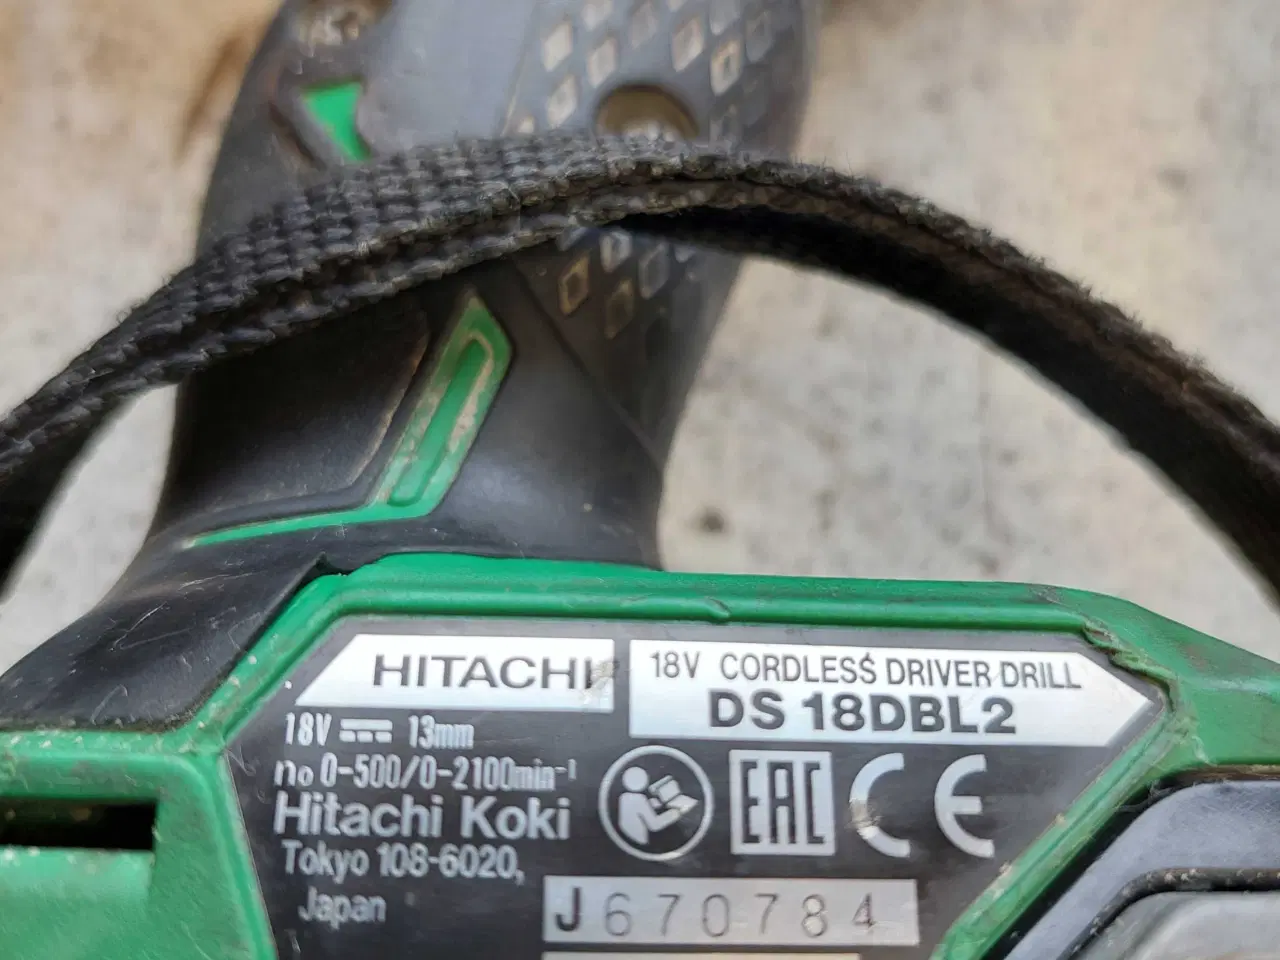 HITACHI
18V CORDLESS DRIVER DRILL
DS 18DBL2
18V 13mm
no 0-500/0-2100min-¹
Hitachi Koki
Tokyo 108-6020,
Japan
EAC CE
J670784